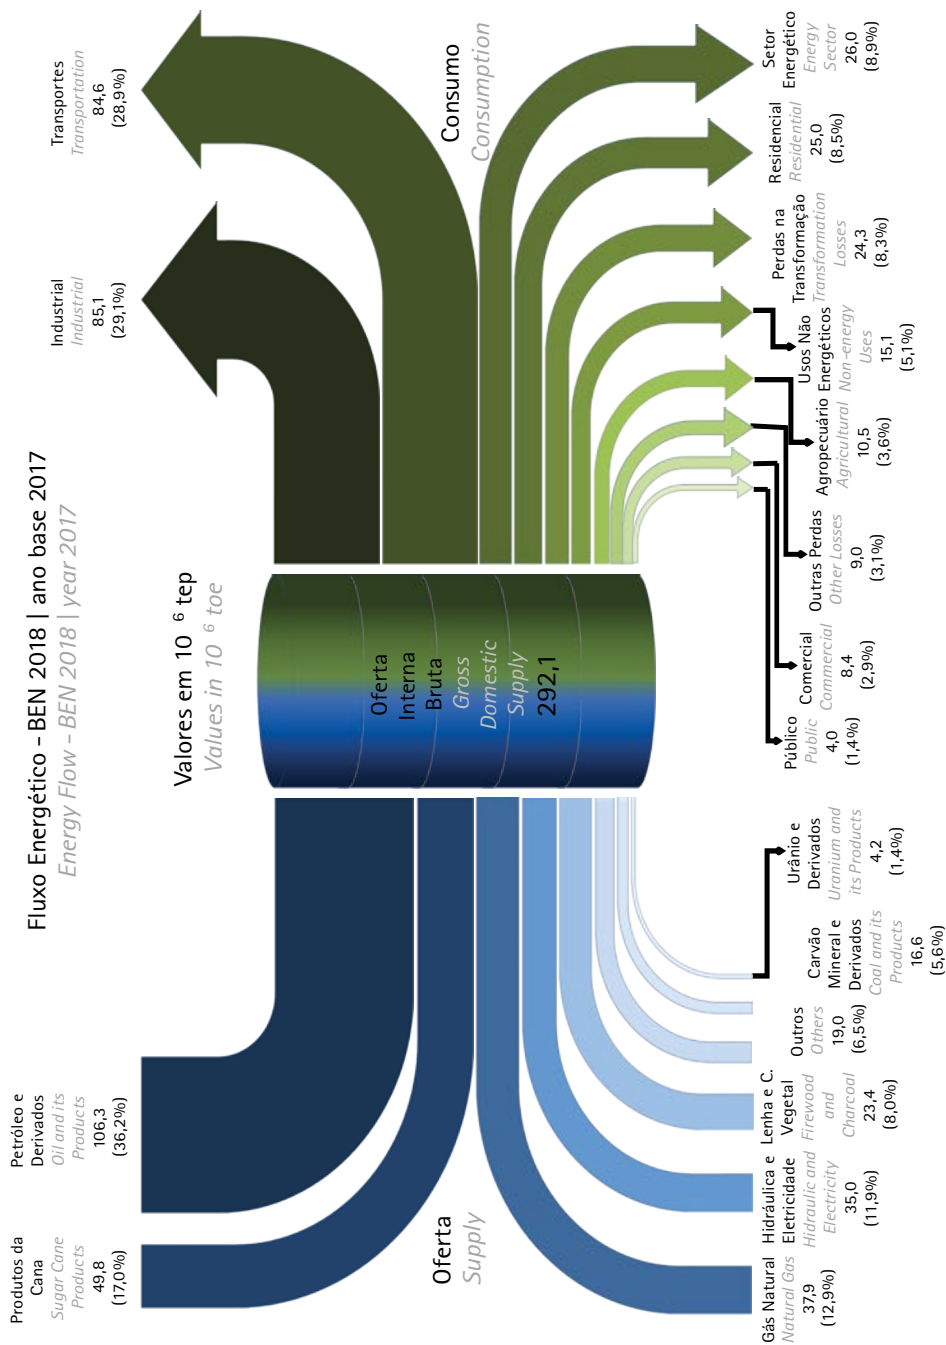 Fluxo Energético – BEN 2018 | ano base 2017
Energy Flow – BEN 2018 | year 2017
Valores em 10 6 tep
Values in 10 6 toe
Produtos da
Cana
Sugar Cane
Products
49,8
(17,0%)
Petróleo e
Derivados
Oil and its
Products
106,3
(36,2%)
Industrial
Industrial
85,1
(29,1%)
Transportes
Transportation
84,6
(28,9%)
Oferta
Supply
Oferta
Interna
Bruta
Gross
Domestic
Supply
292,1
Consumo
Consumption
Gás Natural
Natural Gas
37,9
(12,9%)
Hidráulica e
Eletricidade
Hidraulic and
Electricity
35,0
(11,9%)
Lenha e C.
Vegetal
Firewood
and
Charcoal
23,4
(8,0%)
Outros
Others
19,0
(6,5%)
Carvão
Mineral e
Derivados
Coal and its
Products
16,6
(5,6%)
Urânio e
Derivados
Uranium and
its Products
4,2
(1,4%)
Público
Public
4,0
(1,4%)
Comercial
Commercial
8,4
(2,9%)
Outras Perdas
Other Losses
9,0
(3,1%)
Agropecuário
Agricultural
10,5
(3,6%)
Usos Não
Energéticos
Non-energy
Uses
15,1
(5,1%)
Perdas na
Transformação
Transformation
Losses
24,3
(8,3%)
Residencial
Residential
25,0
(8,5%)
Setor
Energético
Energy
Sector
26,0
(8,9%)